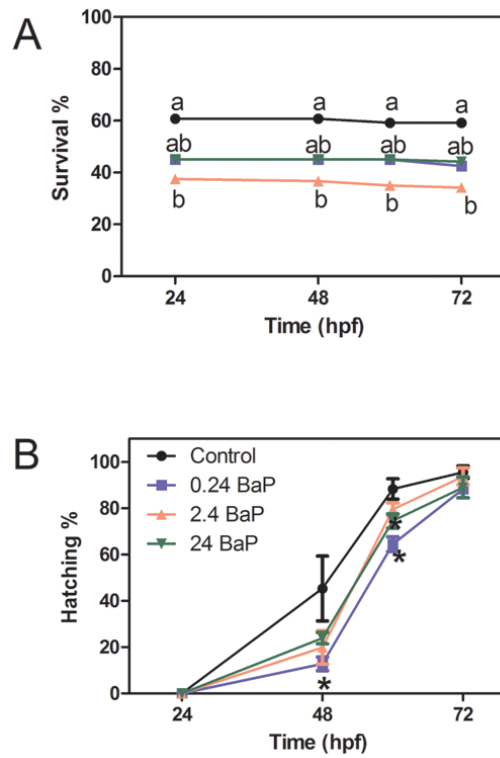 A
100
80
60
40
20
0
Survival %
a a a a
ab ab ab ab
b b b b
24 48 72
Time (hpf)
B
100
80
60
40
20
0
Hatching %
Control
0.24 BaP
2.4 BaP
24 BaP
*
*
*
24 48 72
Time (hpf)